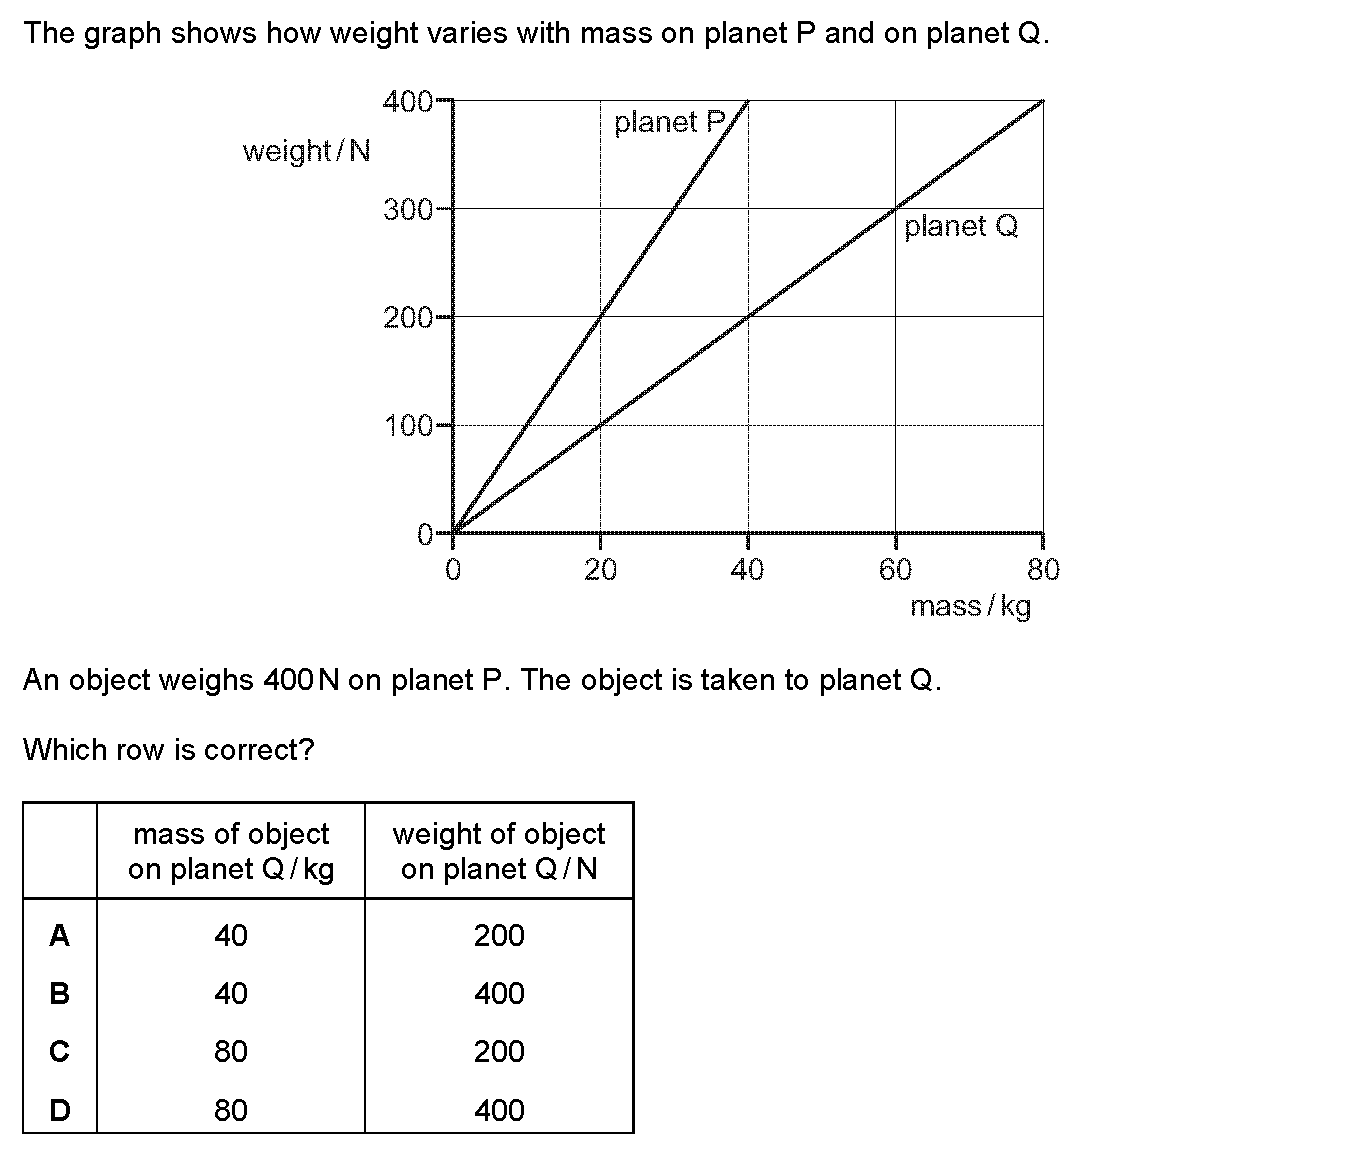 The graph shows how weight varies with mass on planet P and on planet Q.
400
planet P
weight / N
300
planet Q
200
100
0
0 20 40 60 80
mass / kg
An object weighs 400 N on planet P. The object is taken to planet Q.
Which row is correct?
mass of object weight of object
on planet Q / kg on planet Q / N
A 40 200
B 40 400
C 80 200
D 80 400